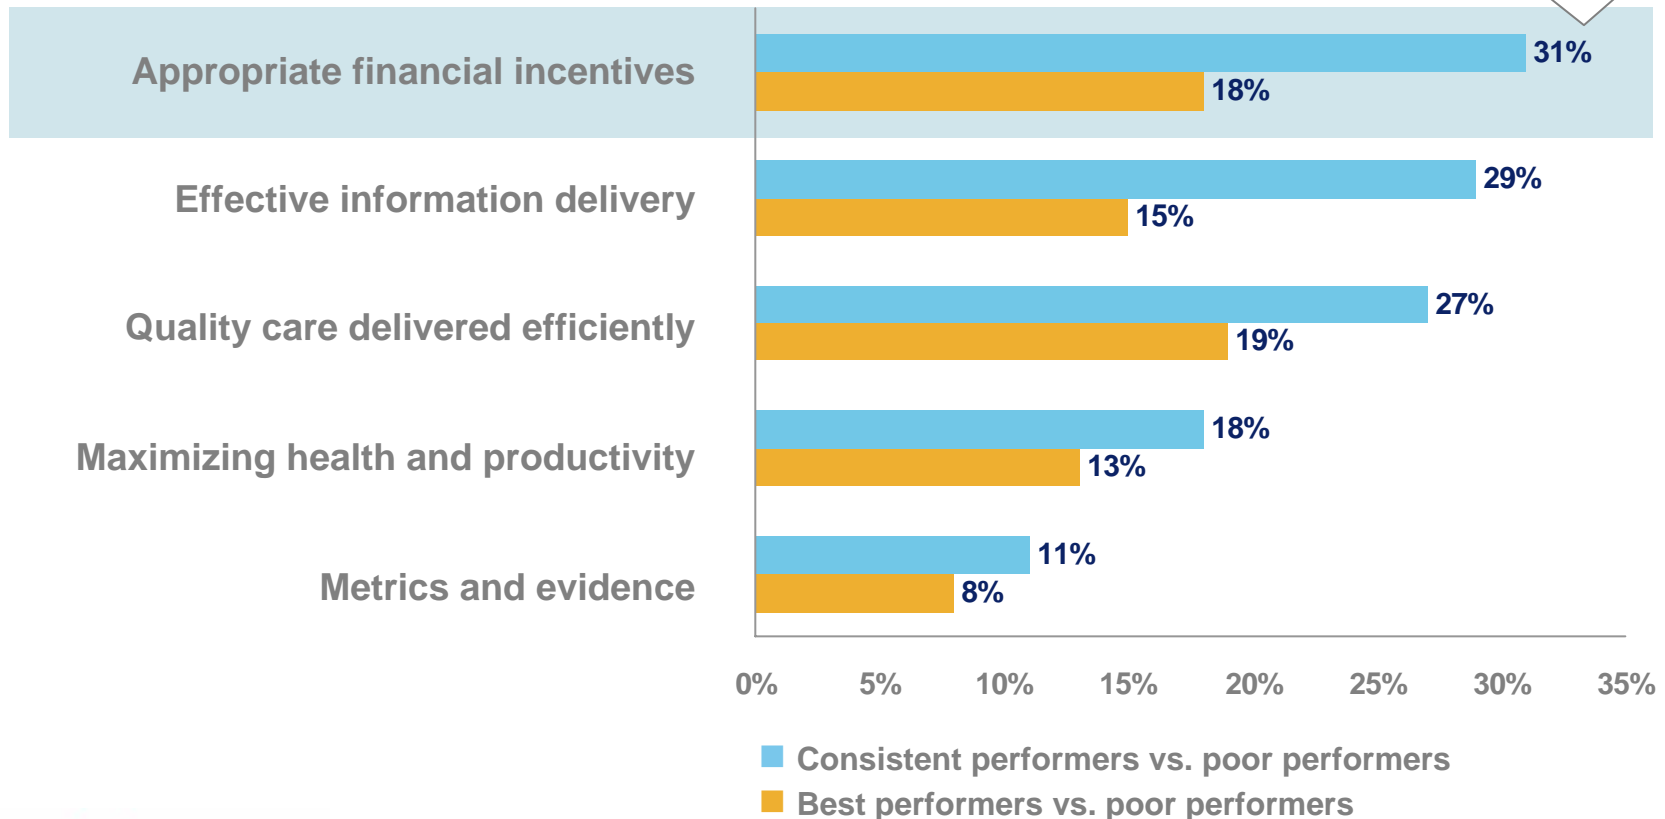 Appropriate financial incentives
31%
18%
Effective information delivery
29%
15%
Quality care delivered efficiently
27%
19%
Maximizing health and productivity
18%
13%
Metrics and evidence
11%
8%
0% 5% 10% 15% 20% 25% 30% 35%
Consistent performers vs. poor performers
Best performers vs. poor performers